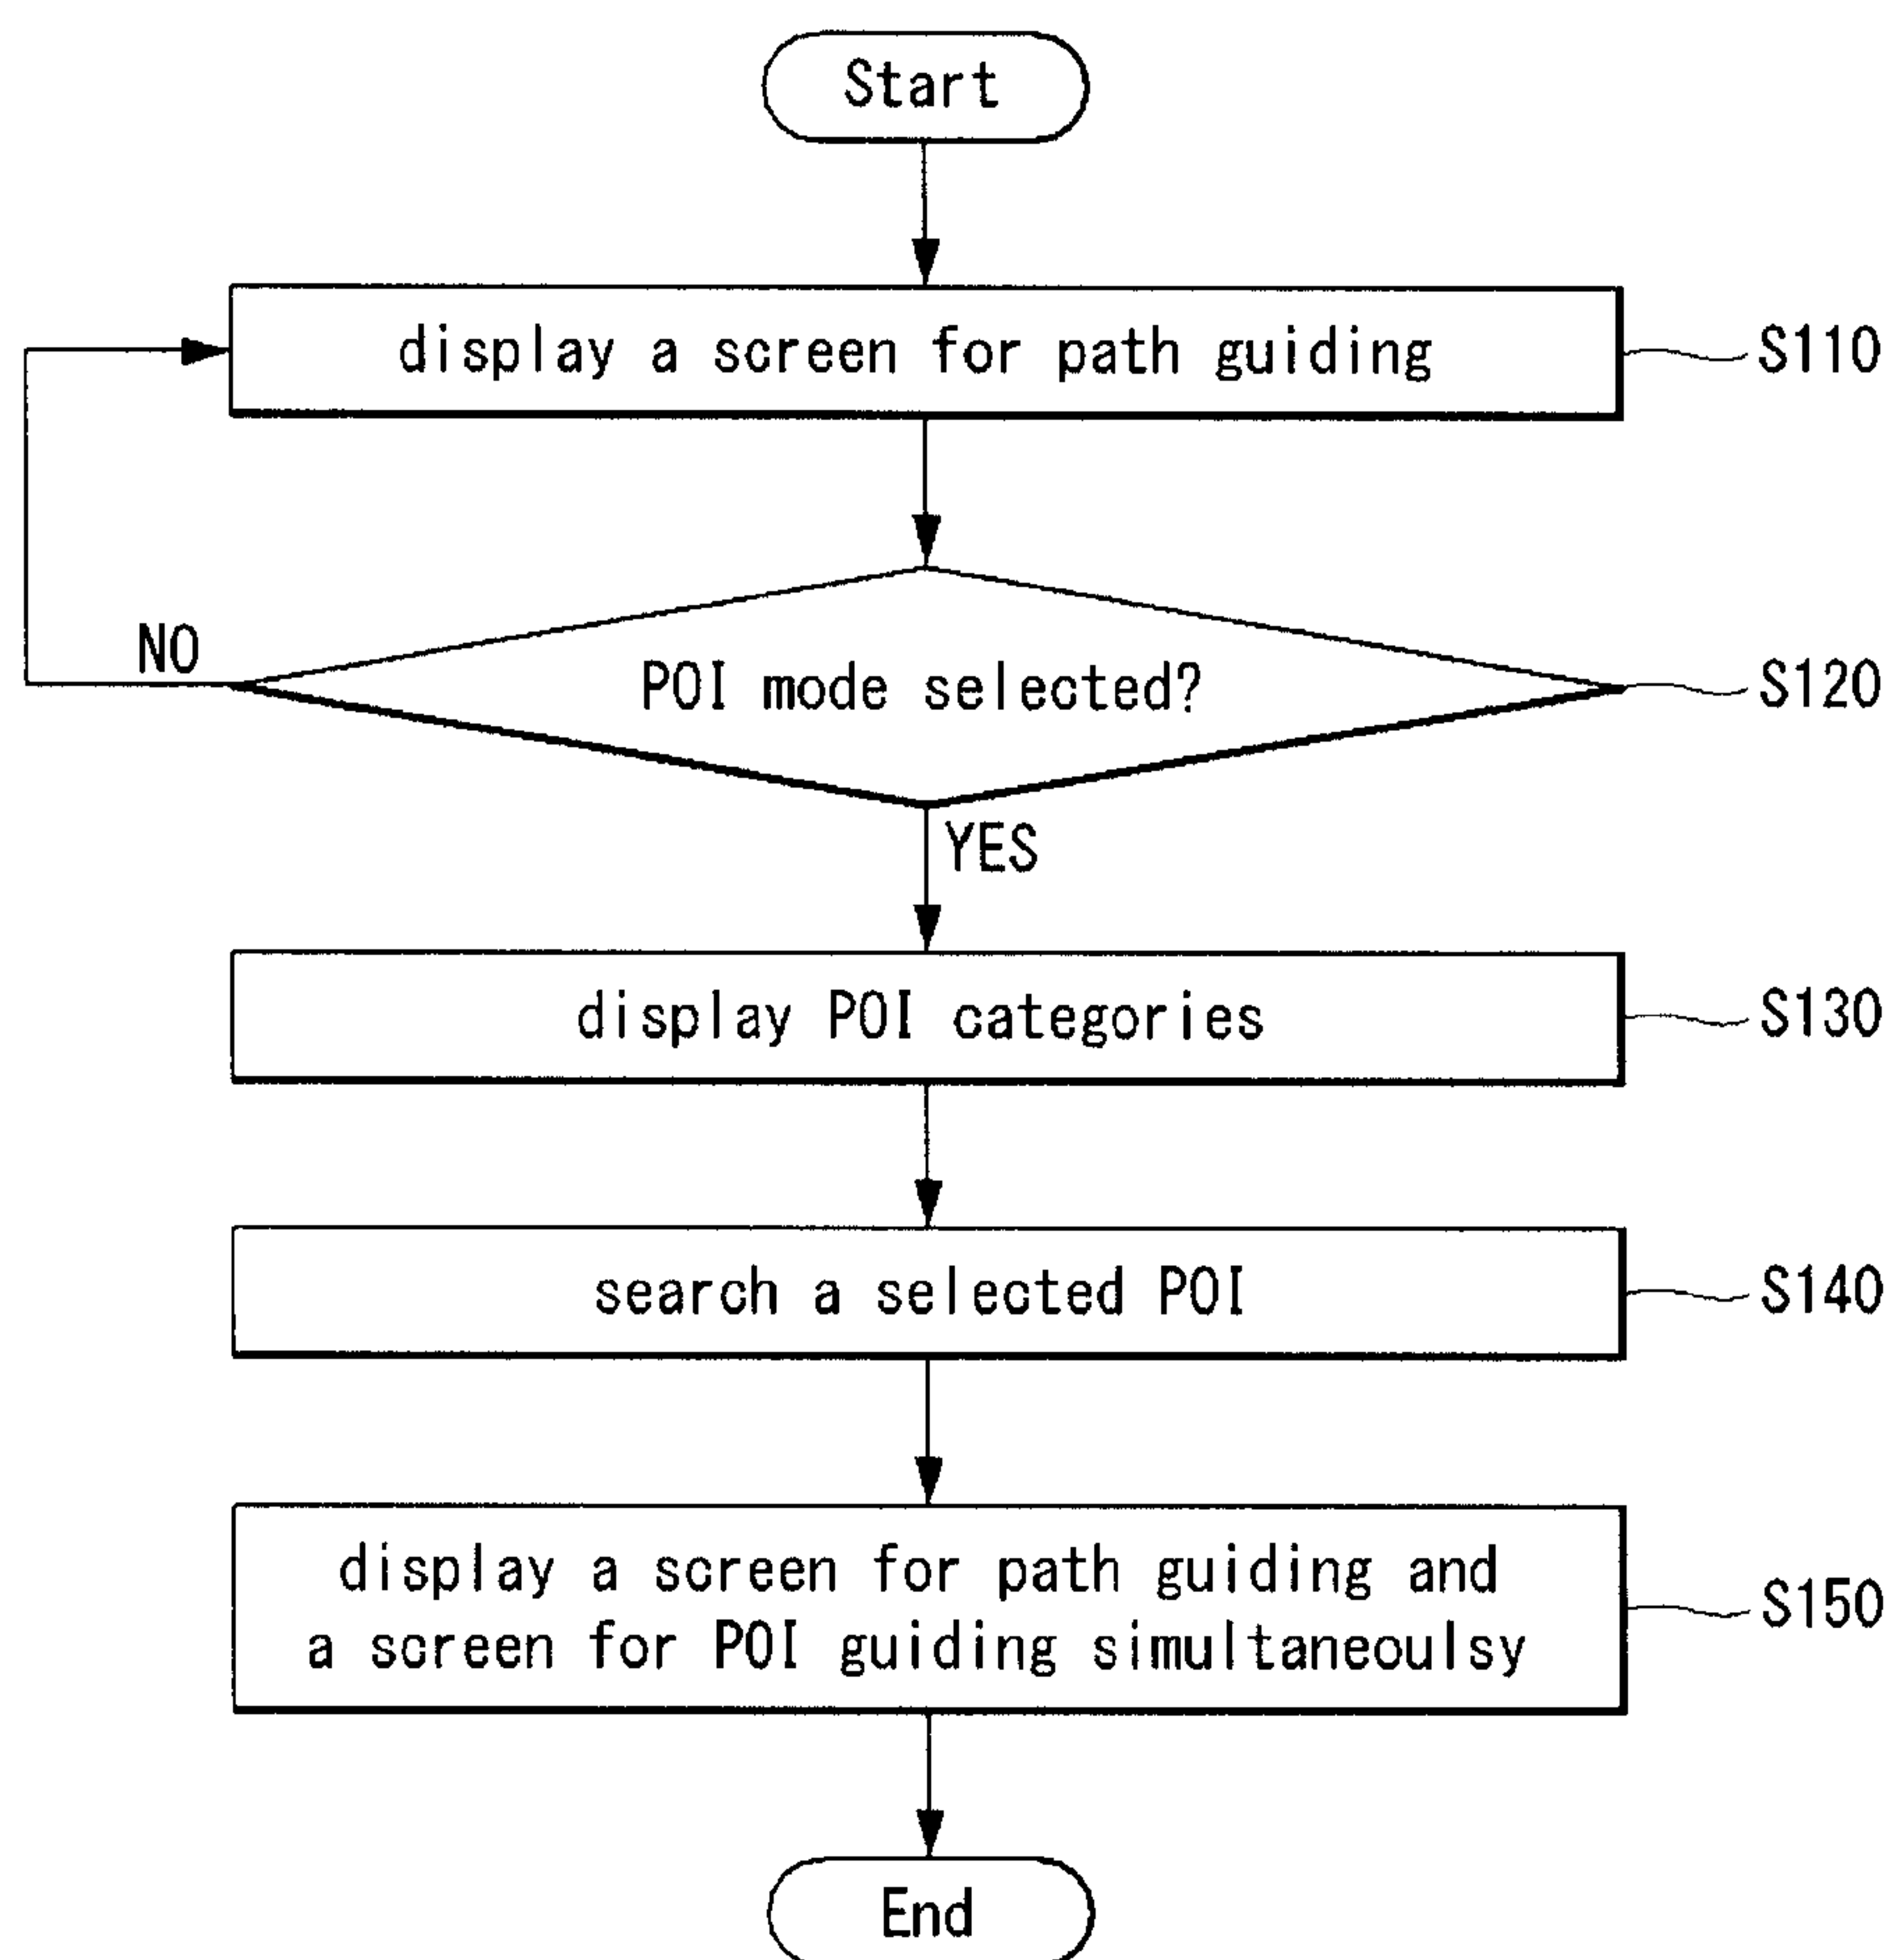 Start
display a screen for path guiding
S110
NO
POI mode selected?
S120
YES
display POI categories
S130
search a selected POI
S140
display a screen for path guiding and
a screen for POI guiding simultaneoulsy
S150
End